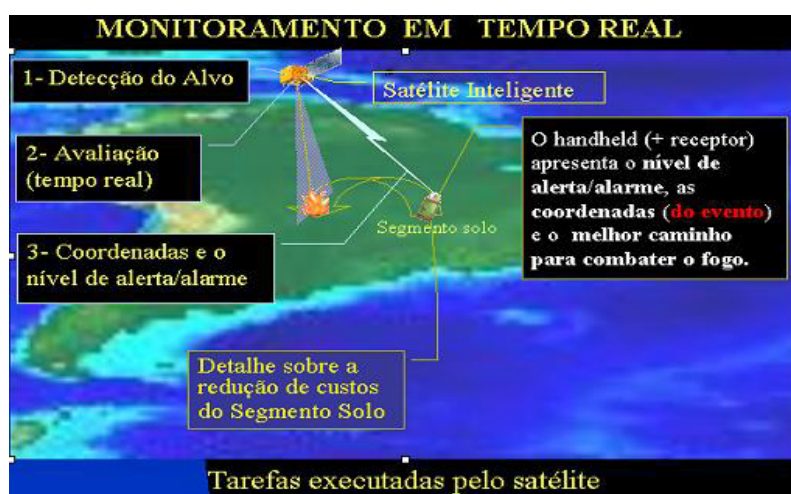 MONITORAMENTO EM TEMPO REAL
1- Detecção do Alvo
Satélite Inteligente
2- Avaliação
(tempo real)
O handheld (+ receptor)
apresenta o nível de
alerta/alarme, as
coordenadas (do evento)
e o melhor caminho
para combater o fogo.
Segmento solo
3- Coordenadas e o
nível de alerta/alarme
Detalhe sobre a
redução de custos
do Segmento Solo
Tarefas executadas pelo satélite